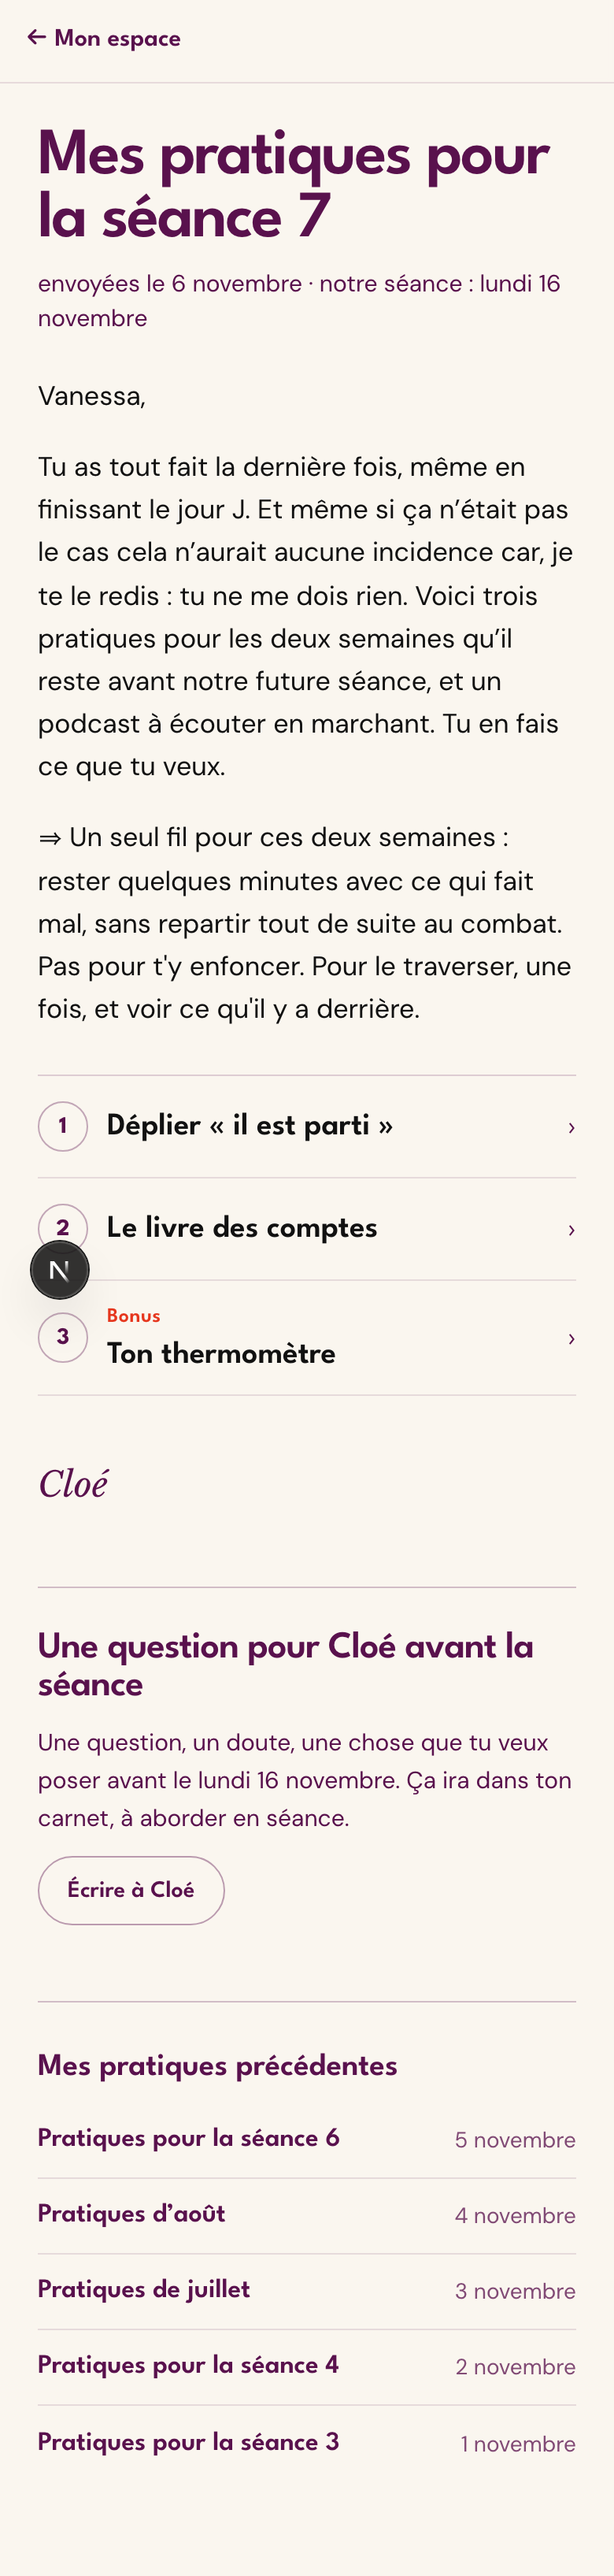 ← Mon espace
Mes pratiques pour
la séance 7
envoyées le 6 novembre · notre séance : lundi 16
novembre
Vanessa,
Tu as tout fait la dernière fois, même en
finissant le jour J. Et même si ça n’était pas
le cas cela n’aurait aucune incidence car, je
te le redis : tu ne me dois rien. Voici trois
pratiques pour les deux semaines qu’il
reste avant notre future séance, et un
podcast à écouter en marchant. Tu en fais
ce que tu veux.
⇒ Un seul fil pour ces deux semaines :
rester quelques minutes avec ce qui fait
mal, sans repartir tout de suite au combat.
Pas pour t'y enfoncer. Pour le traverser, une
fois, et voir ce qu'il y a derrière.
1 Déplier « il est parti » ›
2 Le livre des comptes ›
N
Bonus
3 Ton thermomètre ›
Cloé
Une question pour Cloé avant la
séance
Une question, un doute, une chose que tu veux
poser avant le lundi 16 novembre. Ça ira dans ton
carnet, à aborder en séance.
Écrire à Cloé
Mes pratiques précédentes
Pratiques pour la séance 6 5 novembre
Pratiques d’août 4 novembre
Pratiques de juillet 3 novembre
Pratiques pour la séance 4 2 novembre
Pratiques pour la séance 3 1 novembre